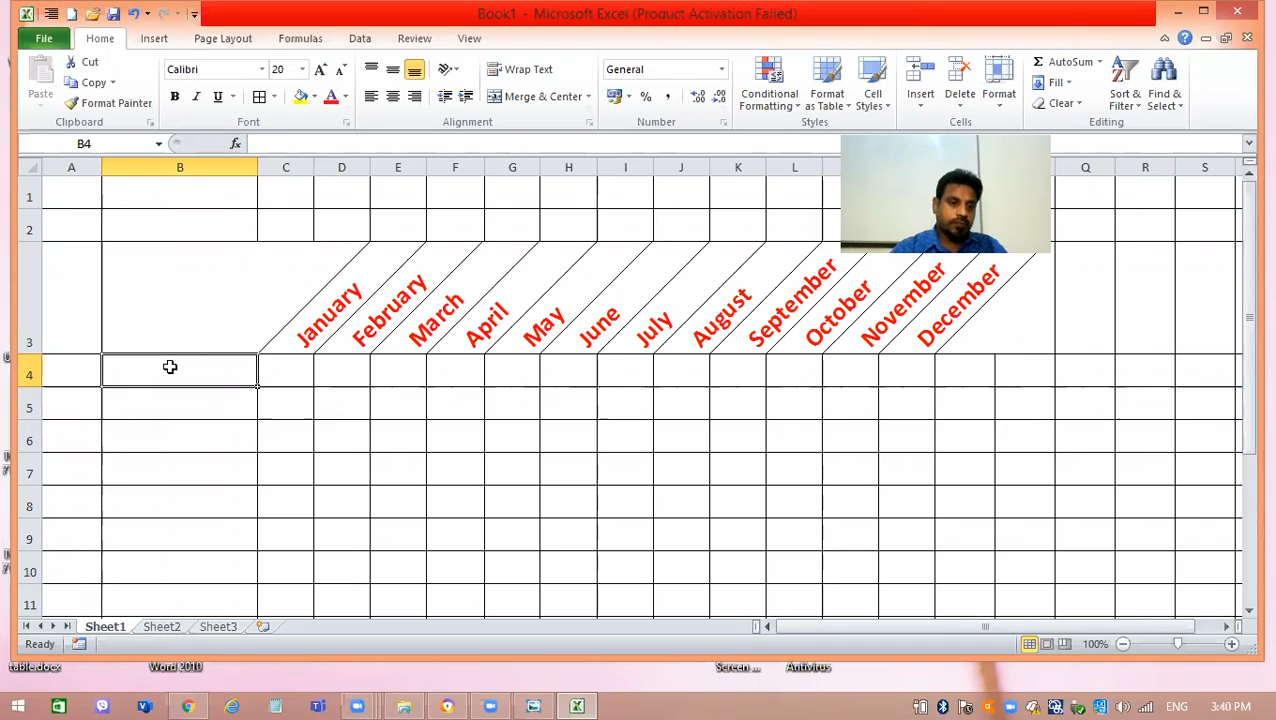 Book1 - Microsoft Excel (Product Activation Failed)
File Home Insert Page Layout Formulas Data Review View
Paste
Cut
Copy
Format Painter
Clipboard
Calibri 20
B I U
Font
Wrap Text
Merge & Center
Alignment
General
Number
Conditional Formatting
Format as Table
Cell Styles
Styles
Insert Delete Format
Cells
Σ AutoSum
Fill
Clear
Sort & Filter
Find & Select
Editing
B4
fx
A B C D E F G H I J K L Q R S
1
2
3
January February March April May June July August September October November December
4
5
6
7
8
9
10
11
Sheet1 Sheet2 Sheet3
Ready
100%
table.docx
Word 2010
Screen ...
Antivirus
ENG
3:40 PM